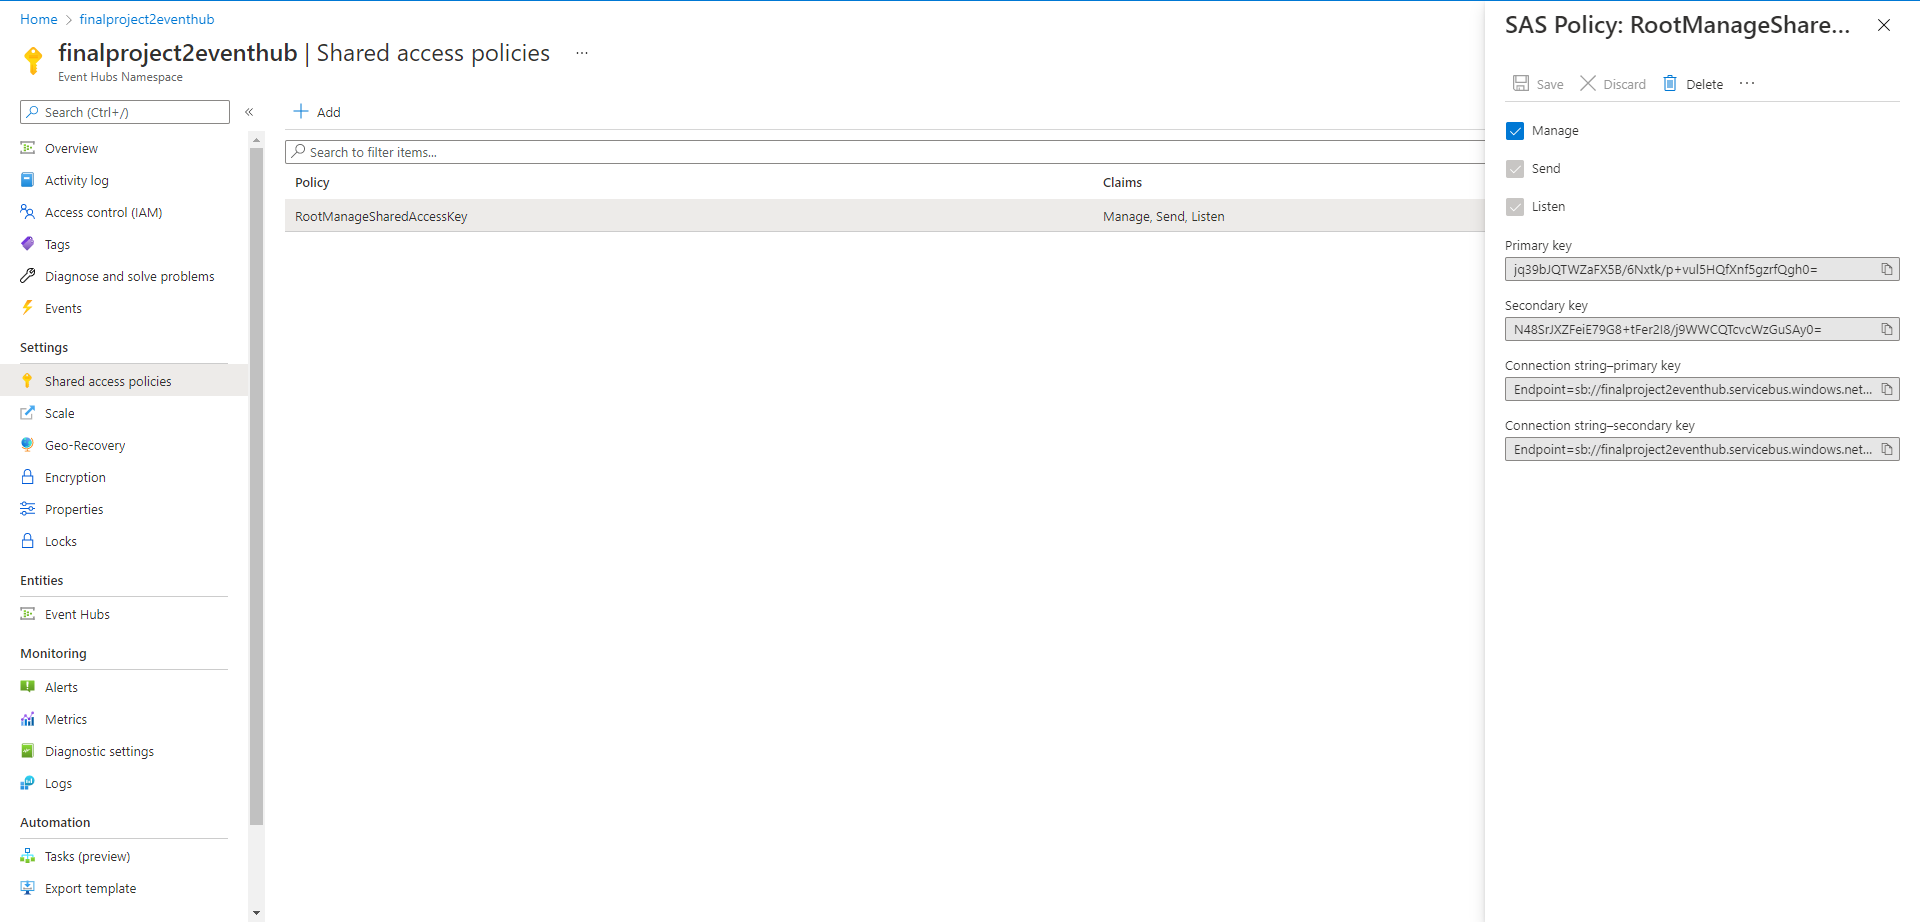 Home > finalproject2eventhub
finalproject2eventhub | Shared access policies ...
Event Hubs Namespace
Search (Ctrl+/)
«
Overview
Activity log
Access control (IAM)
Tags
Diagnose and solve problems
Events
Settings
Shared access policies
Scale
Geo-Recovery
Encryption
Properties
Locks
Entities
Event Hubs
Monitoring
Alerts
Metrics
Diagnostic settings
Logs
Automation
Tasks (preview)
Export template
+ Add
Search to filter items...
Policy Claims
RootManageSharedAccessKey Manage, Send, Listen
SAS Policy: RootManageShare...
Save Discard Delete ...
Manage
Send
Listen
Primary key
jq39bJQTWZaFX5B/6Nxtk/p+vul5HQfXnf5gzrfQgh0=
Secondary key
N48SrJXZFeiE79G8+tFer2I8/j9WWCQTcvcWzGuSAy0=
Connection string–primary key
Endpoint=sb://finalproject2eventhub.servicebus.windows.net...
Connection string–secondary key
Endpoint=sb://finalproject2eventhub.servicebus.windows.net...